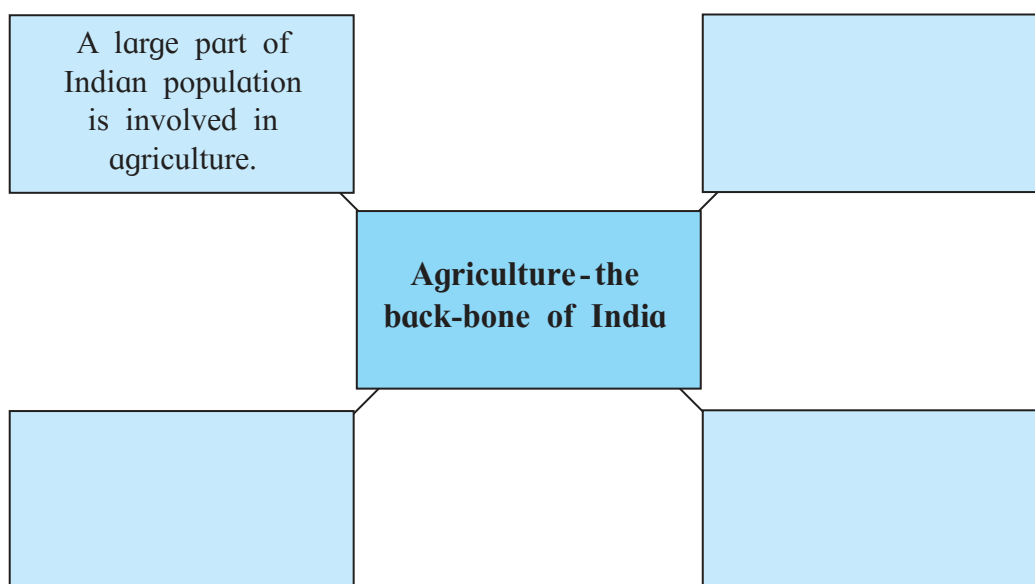 A large part of
Indian population
is involved in
agriculture.
Agriculture - the
back-bone of India